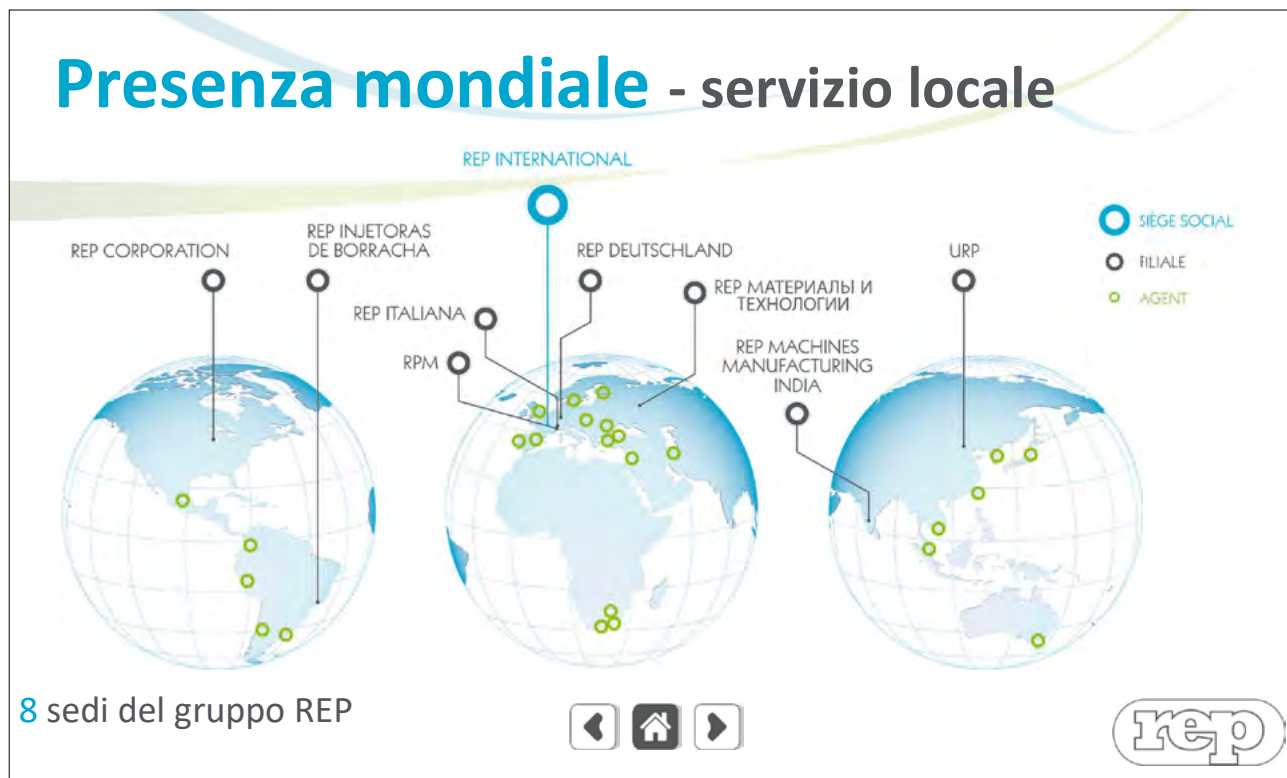 Presenza mondiale - servizio locale
REP INTERNATIONAL
REP CORPORATION
REP INJETORAS
DE BORRACHA
REP DEUTSCHLAND
REP ITALIANA
RPM
REP МАТЕРИАЛЫ И
ТЕХНОЛОГИИ
REP MACHINES
MANUFACTURING
INDIA
URP
SIÈGE SOCIAL
FILIALE
AGENT
8 sedi del gruppo REP
rep